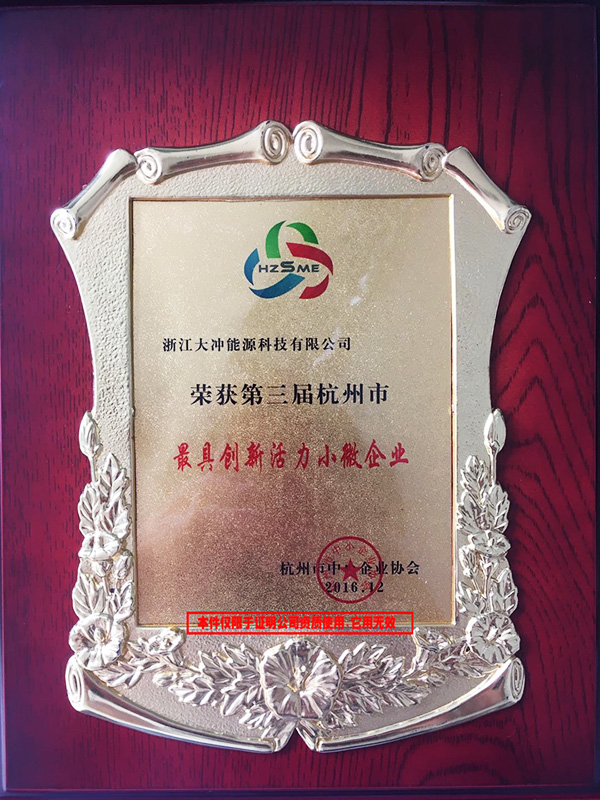 HZSME
浙江大冲能源科技有限公司
荣获第三届杭州市
最具创新活力小微企业
杭州市中小企业协会
2016.12
本件仅限于证明公司资质使用 它用无效